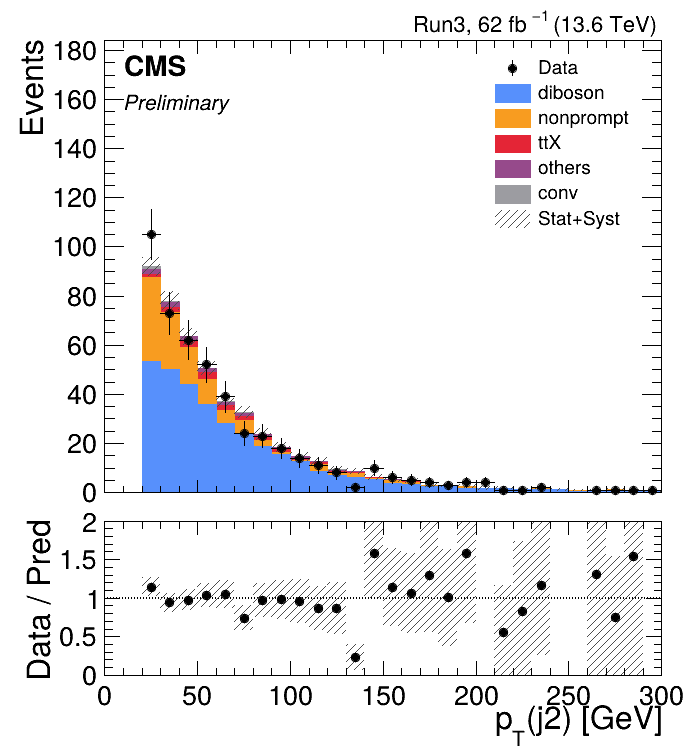 Run3, 62 fb⁻¹ (13.6 TeV)
Events
180
160
140
120
100
80
60
40
20
0
CMS
Preliminary
Data
diboson
nonprompt
ttX
others
conv
Stat+Syst
Data / Pred
2
1.5
1
0.5
0
0 50 100 150 200 250 300
p_T(j2) [GeV]